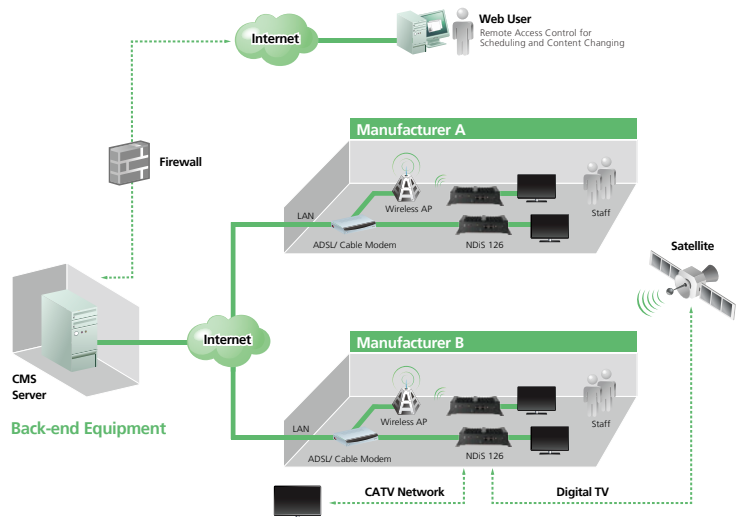 Web User
Remote Access Control for
Scheduling and Content Changing
Internet
Firewall
Manufacturer A
Wireless AP
LAN
ADSL/ Cable Modem
NDiS 126
Staff
Satellite
Internet
CMS
Server
Back-end Equipment
Manufacturer B
Wireless AP
LAN
ADSL/ Cable Modem
NDiS 126
Staff
CATV Network
Digital TV